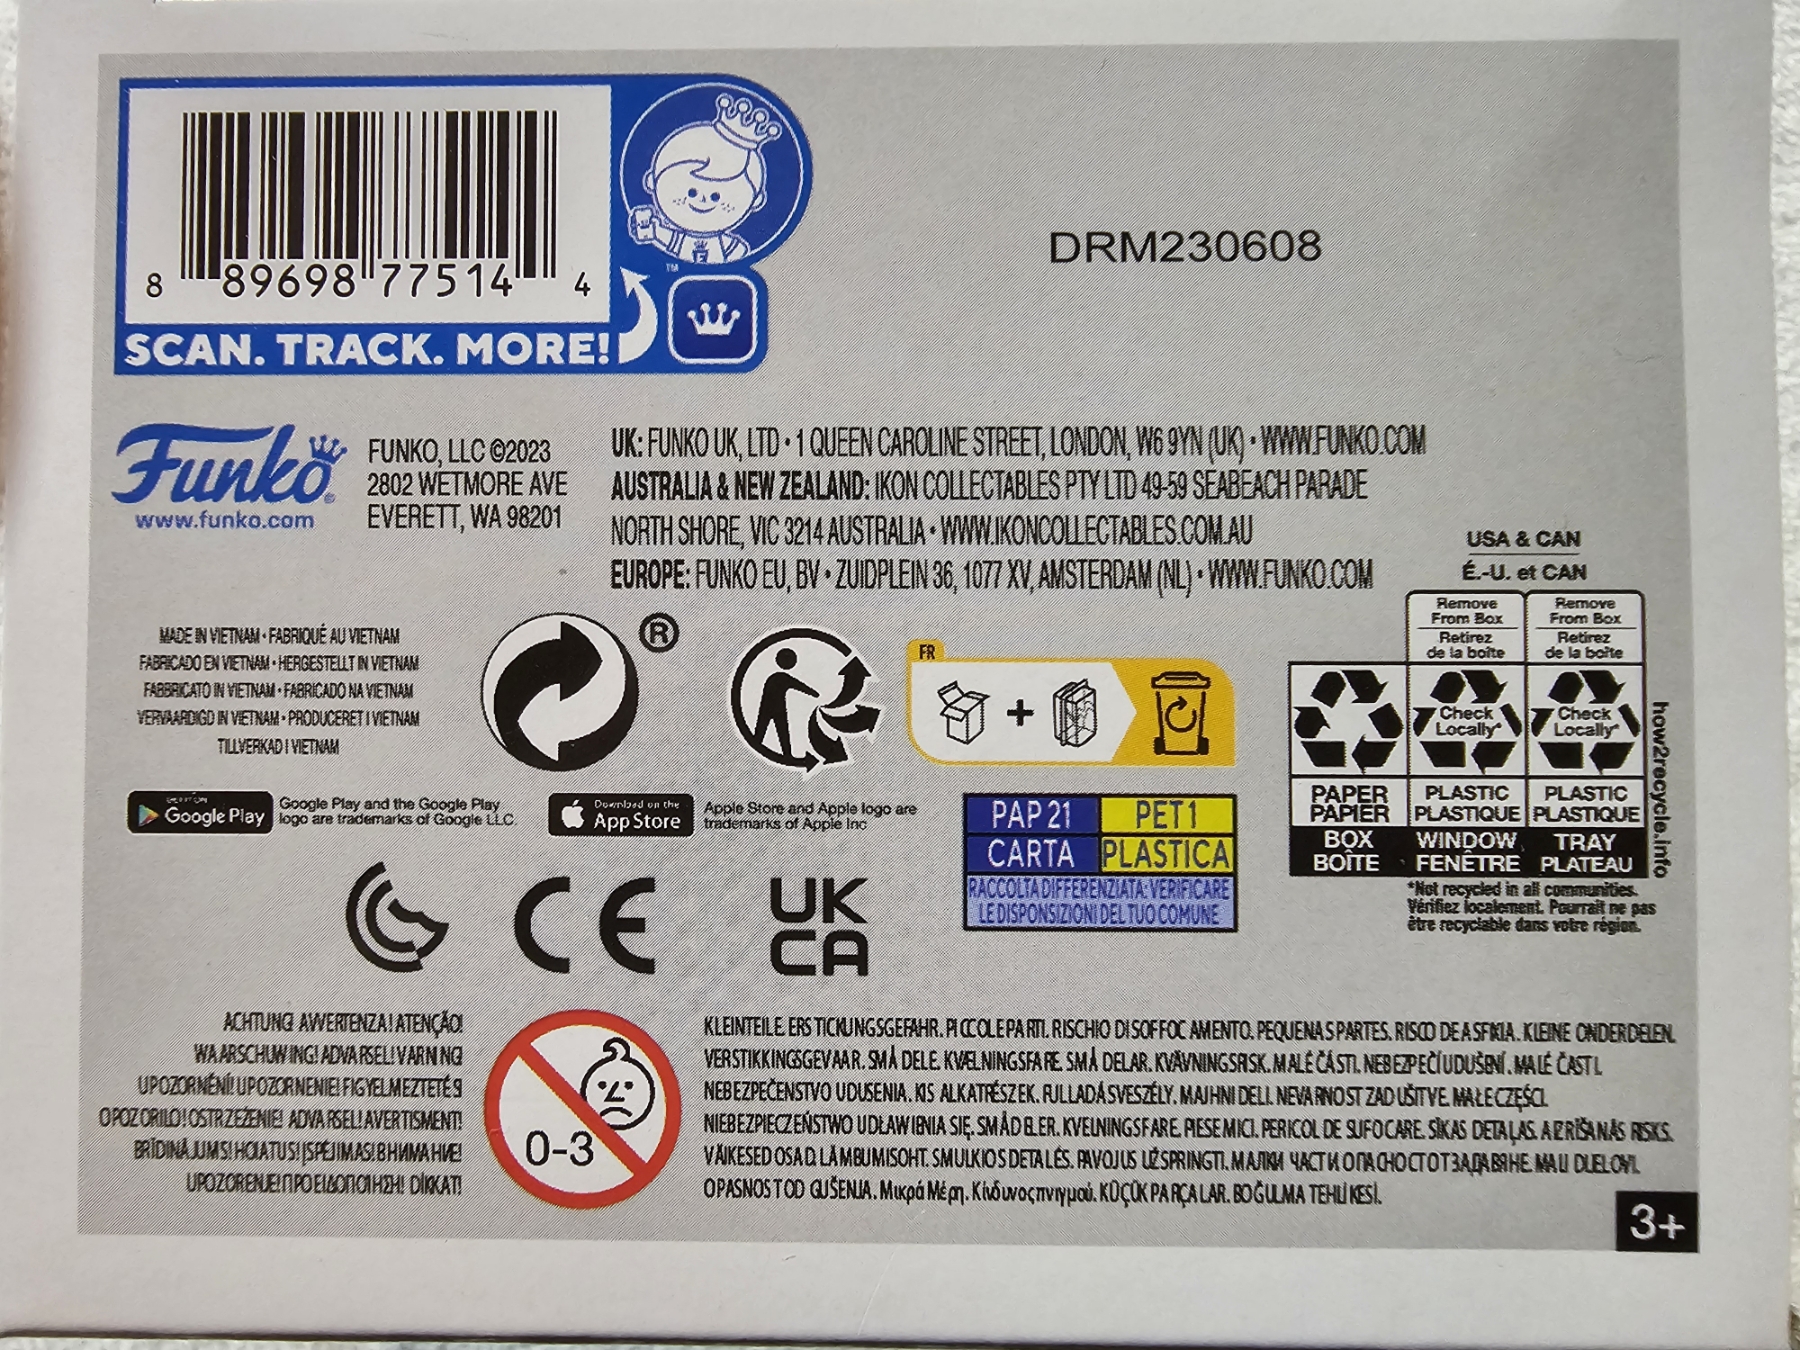 8 89698 77514 4
SCAN. TRACK. MORE!
TM
DRM230608
Funko®
www.funko.com
FUNKO, LLC ©2023
2802 WETMORE AVE
EVERETT, WA 98201
UK: FUNKO UK, LTD • 1 QUEEN CAROLINE STREET, LONDON, W6 9YN (UK) • WWW.FUNKO.COM
AUSTRALIA & NEW ZEALAND: IKON COLLECTABLES PTY LTD 49-59 SEABEACH PARADE
NORTH SHORE, VIC 3214 AUSTRALIA • WWW.IKONCOLLECTABLES.COM.AU
EUROPE: FUNKO EU, BV • ZUIDPLEIN 36, 1077 XV, AMSTERDAM (NL) • WWW.FUNKO.COM
MADE IN VIETNAM • FABRIQUÉ AU VIETNAM
FABRICADO EN VIETNAM • HERGESTELLT IN VIETNAM
FABBRICATO IN VIETNAM • FABRICADO NA VIETNAM
VERVAARDIGD IN VIETNAM • PRODUCERET I VIETNAM
TILLVERKAD I VIETNAM
®
FR
+
USA & CAN
É.-U. et CAN
Remove
From Box
Retirez
de la boîte
Remove
From Box
Retirez
de la boîte
Check
Locally*
Check
Locally*
PAPER
PAPIER
PLASTIC
PLASTIQUE
PLASTIC
PLASTIQUE
BOX
BOÎTE
WINDOW
FENÊTRE
TRAY
PLATEAU
how2recycle.info
*Not recycled in all communities.
Vérifiez localement. Pourrait ne pas
être recyclable dans votre région.
GET IT ON
Google Play
Google Play and the Google Play
logo are trademarks of Google LLC.
Download on the
App Store
Apple Store and Apple logo are
trademarks of Apple Inc
PAP 21
CARTA
PET 1
PLASTICA
RACCOLTA DIFFERENZIATA: VERIFICARE
LE DISPONSIZIONI DEL TUO COMUNE
CE
UK
CA
ACHTUNG! AVVERTENZA! ATENÇÃO!
WAARSCHUWING! ADVARSEL! VARNING
UPOZORNĚNÍ! UPOZORNENIE! FIGYELMEZTETÉS
OPOZORILO! OSTRZEŻENIE! ADVARSEL! AVERTISMENT!
BRĪDINĀJUMS! HOIATUS! ĮSPĖJIMAS! ВНИМАНИЕ!
UPOZORENJE! ΠΡΟΕΙΔΟΠΟΙΗΣΗ! DİKKAT!
0-3
KLEINTEILE. ERSTICKUNGSGEFAHR. PICCOLE PARTI. RISCHIO DI SOFFOCAMENTO. PEQUENAS PARTES. RISCO DE ASFIXIA. KLEINE ONDERDELEN.
VERSTIKKINGSGEVAAR. SMÅ DELE. KVÆLNINGSFARE. SMÅ DELAR. KVÄVNINGSRISK. MALÉ ČÁSTI. NEBEZPEČÍ UDUŠENÍ. MALÉ ČASTI.
NEBEZPEČENSTVO UDUSENIA. KIS ALKATRÉSZEK. FULLADÁSVESZÉLY. MAJHNI DELI. NEVARNOST ZADUŠITVE. MAŁE CZĘŚCI.
NIEBEZPIECZEŃSTWO UDŁAWIENIA SIĘ. SMÅ DELER. KVELNINGSFARE. PIESE MICI. PERICOL DE SUFOCARE. SĪKAS DETAĻAS. AIZRĪŠANĀS RISKS.
VÄIKESED OSAD. LÄMBUMISOHT. SMULKIOS DETALĖS. PAVOJUS UŽSPRINGTI. МАЛКИ ЧАСТИ ОПАСНОСТ ОТ ЗАДАВЯНЕ. MALI DIJELOVI.
OPASNOST OD GUŠENJA. Μικρά Μέρη. Κίνδυνος πνιγμού. KÜÇÜK PARÇALAR. BOĞULMA TEHLİKESİ.
3+